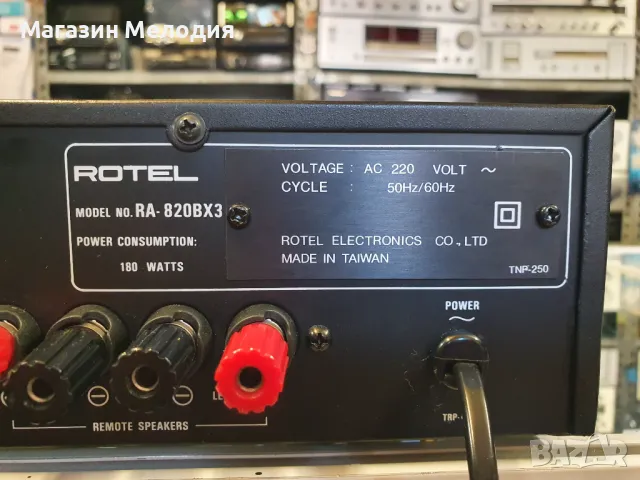 Магазин Мелодия
ROTEL
MODEL NO. RA-820BX3
POWER CONSUMPTION:
180 WATTS
VOLTAGE : AC 220 VOLT ~
CYCLE : 50Hz/60Hz
ROTEL ELECTRONICS CO., LTD
MADE IN TAIWAN
TNP-250
POWER
~
REMOTE SPEAKERS
BAZAR